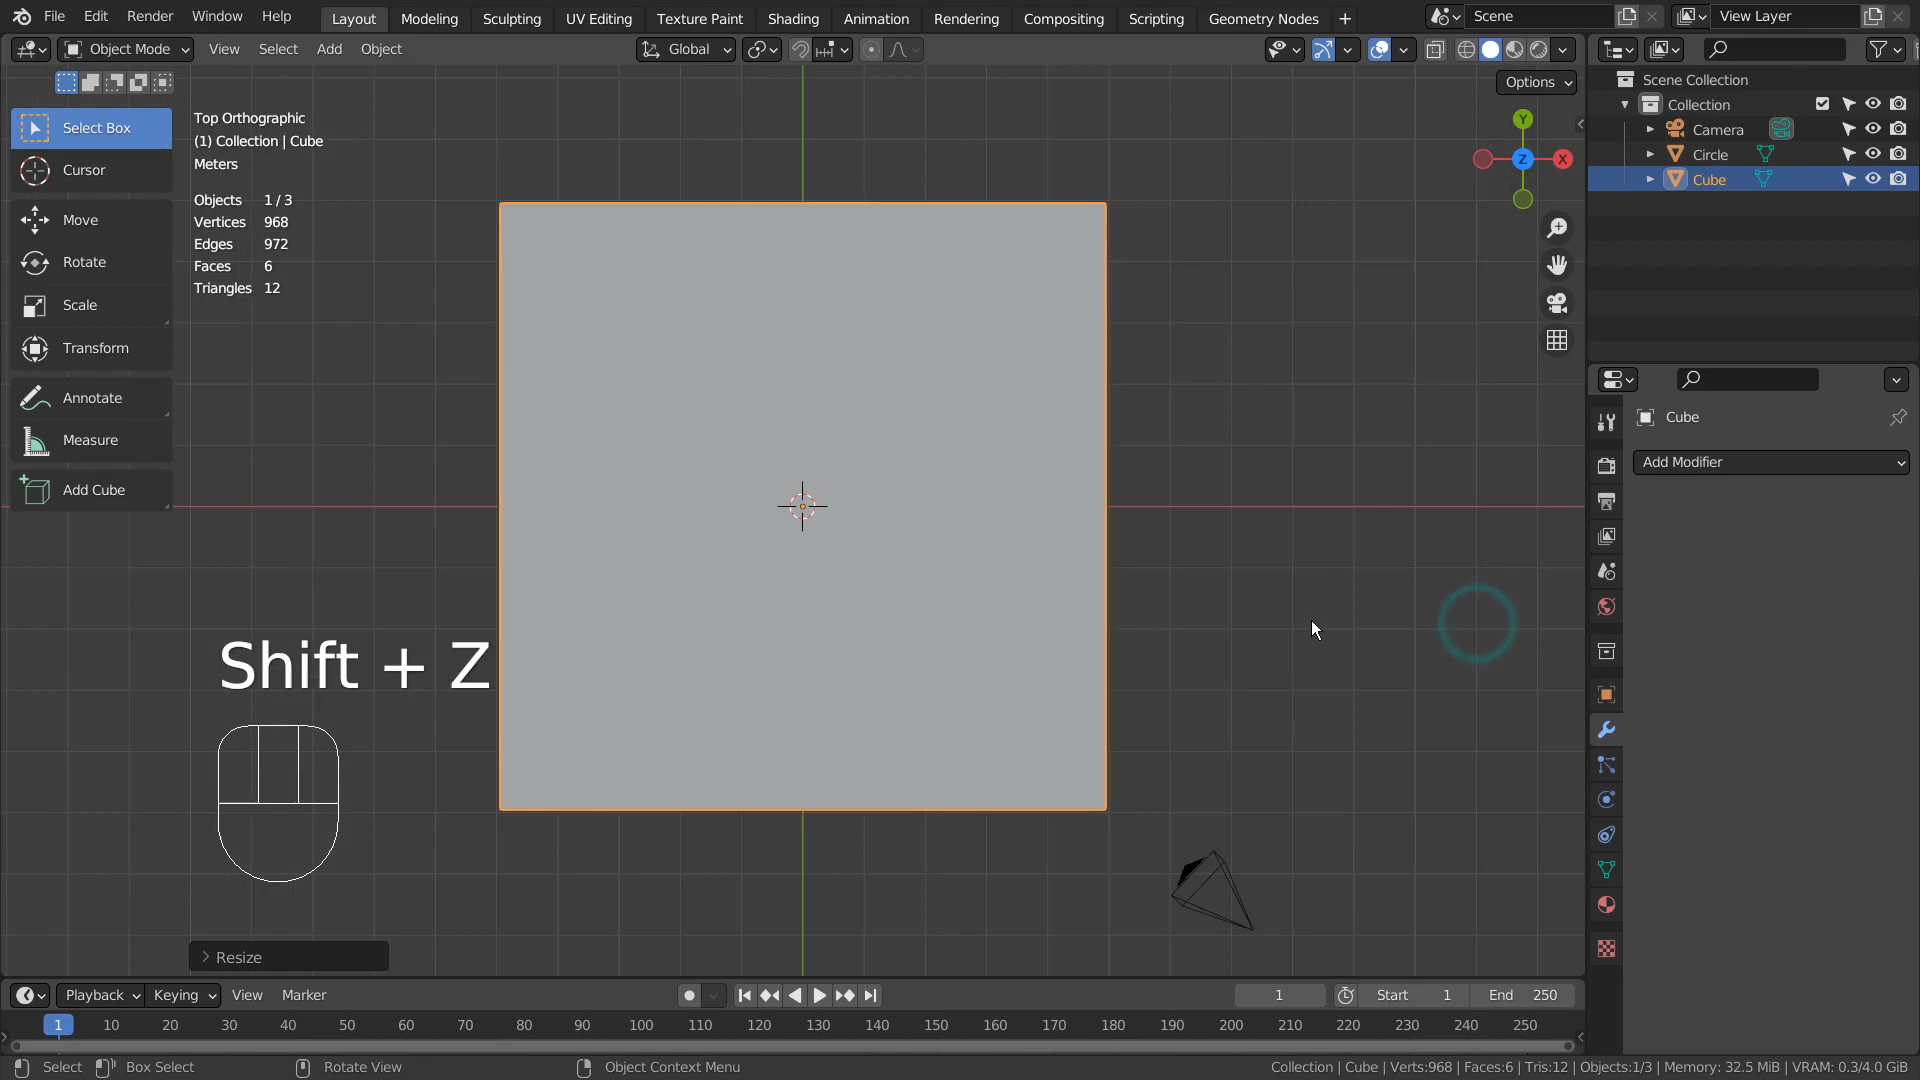 File Edit Render Window Help Layout Modeling Sculpting UV Editing Texture Paint Shading Animation Rendering Compositing Scripting Geometry Nodes + Scene View Layer
Object Mode View Select Add Object Global
Options
Select Box
Cursor
Move
Rotate
Scale
Transform
Annotate
Measure
Add Cube
Top Orthographic
(1) Collection | Cube
Meters
Objects 1 / 3
Vertices 968
Edges 972
Faces 6
Triangles 12
Y
Z X
Shift + Z
Resize
Scene Collection
Collection
Camera
Circle
Cube
Cube
Add Modifier
Playback Keying View Marker 1 Start 1 End 250
1 10 20 30 40 50 60 70 80 90 100 110 120 130 140 150 160 170 180 190 200 210 220 230 240 250
Select Box Select Rotate View Object Context Menu Collection | Cube | Verts:968 | Faces:6 | Tris:12 | Objects:1/3 | Memory: 32.5 MiB | VRAM: 0.3/4.0 GiB